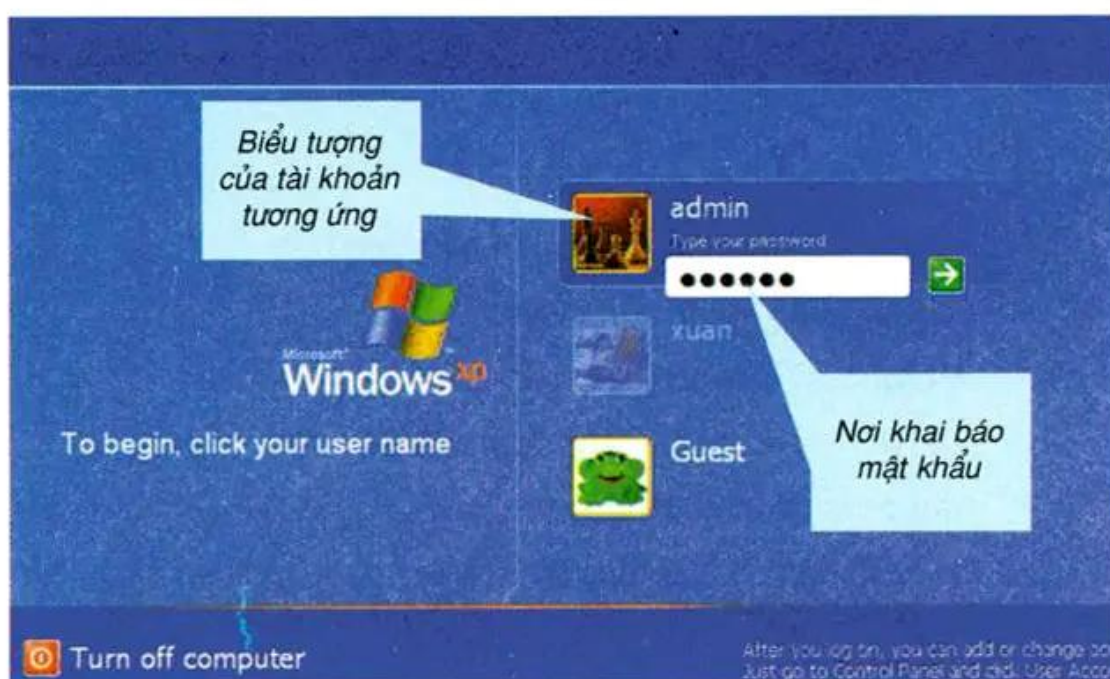 Biểu tượng
của tài khoản
tương ứng
admin
Type your password
●●●●●●
xuan
Microsoft®
Windows xp
To begin, click your user name
Guest
Nơi khai báo
mật khẩu
Turn off computer
After you log on, you can add or change
Just go to Control Panel and click User